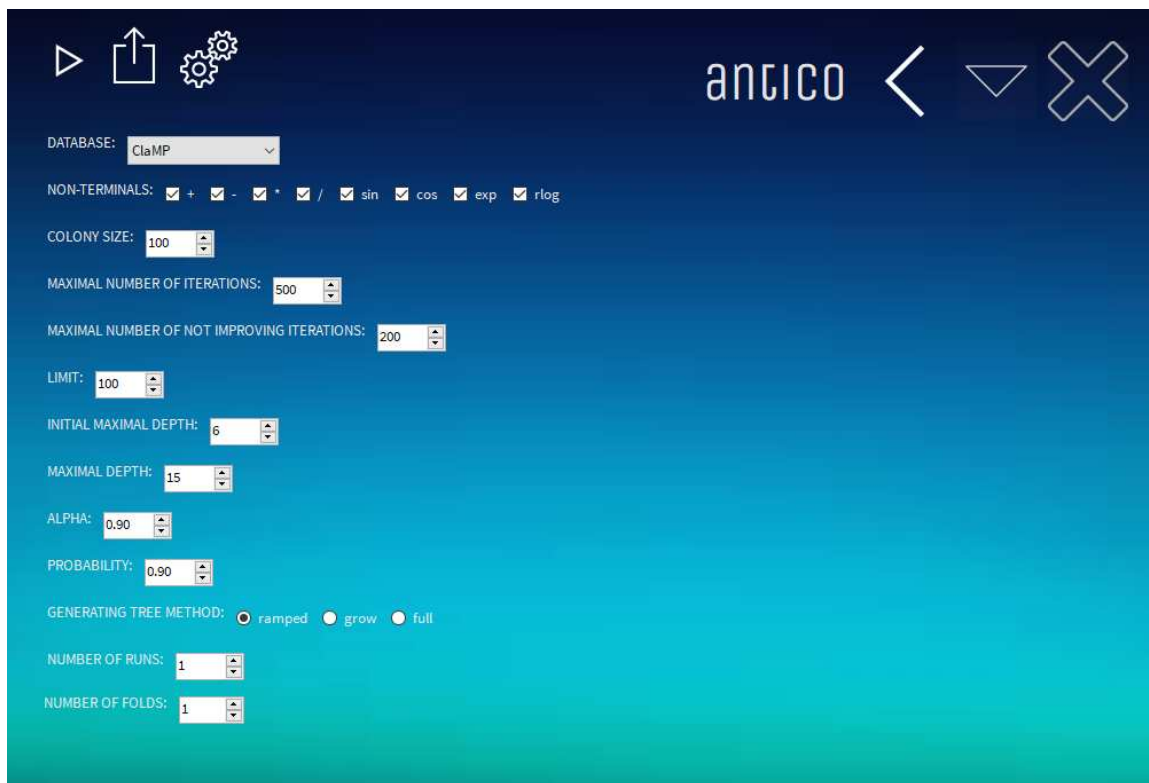 antico
DATABASE: ClaMP
NON-TERMINALS: + - * / sin cos exp rlog
COLONY SIZE: 100
MAXIMAL NUMBER OF ITERATIONS: 500
MAXIMAL NUMBER OF NOT IMPROVING ITERATIONS: 200
LIMIT: 100
INITIAL MAXIMAL DEPTH: 6
MAXIMAL DEPTH: 15
ALPHA: 0.90
PROBABILITY: 0.90
GENERATING TREE METHOD: ramped grow full
NUMBER OF RUNS: 1
NUMBER OF FOLDS: 1